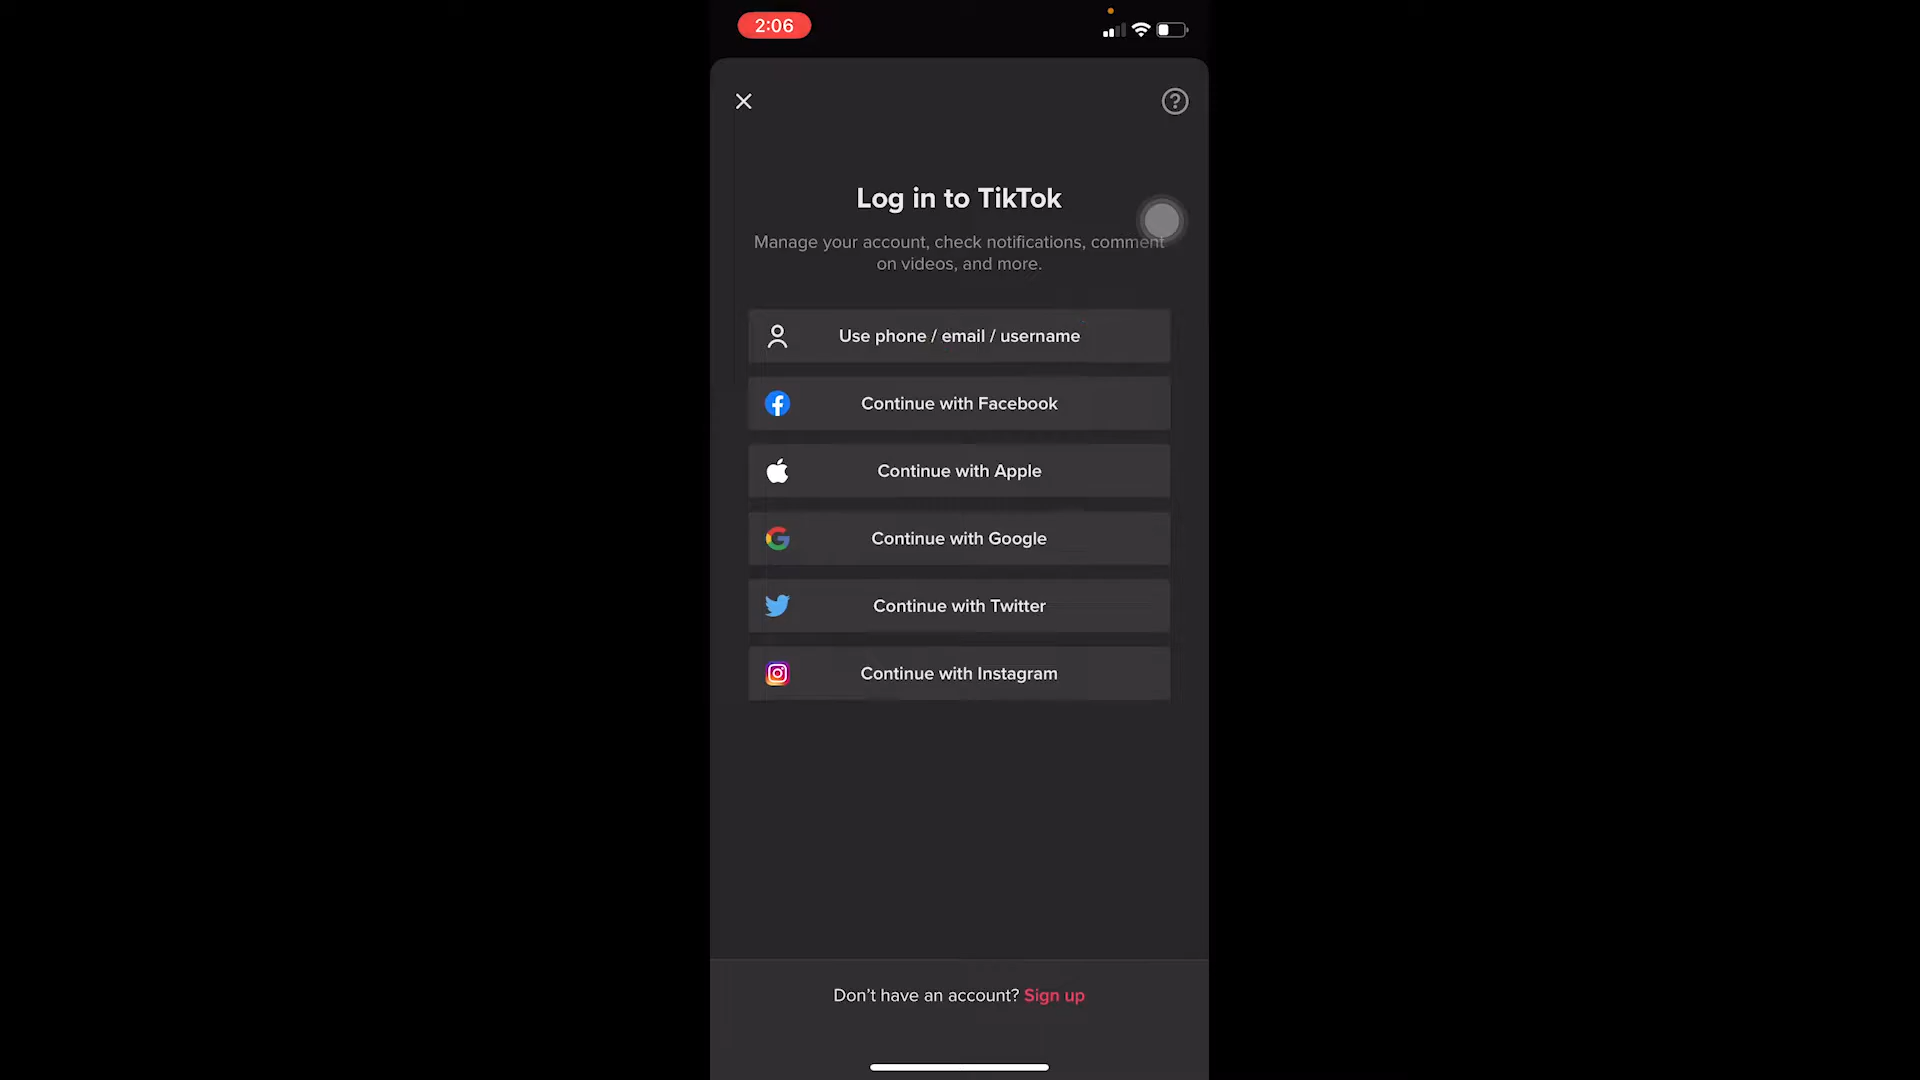 2:06
Log in to TikTok
Manage your account, check notifications, comment
on videos, and more.
Use phone / email / username
Continue with Facebook
Continue with Apple
Continue with Google
Continue with Twitter
Continue with Instagram
Don’t have an account? Sign up